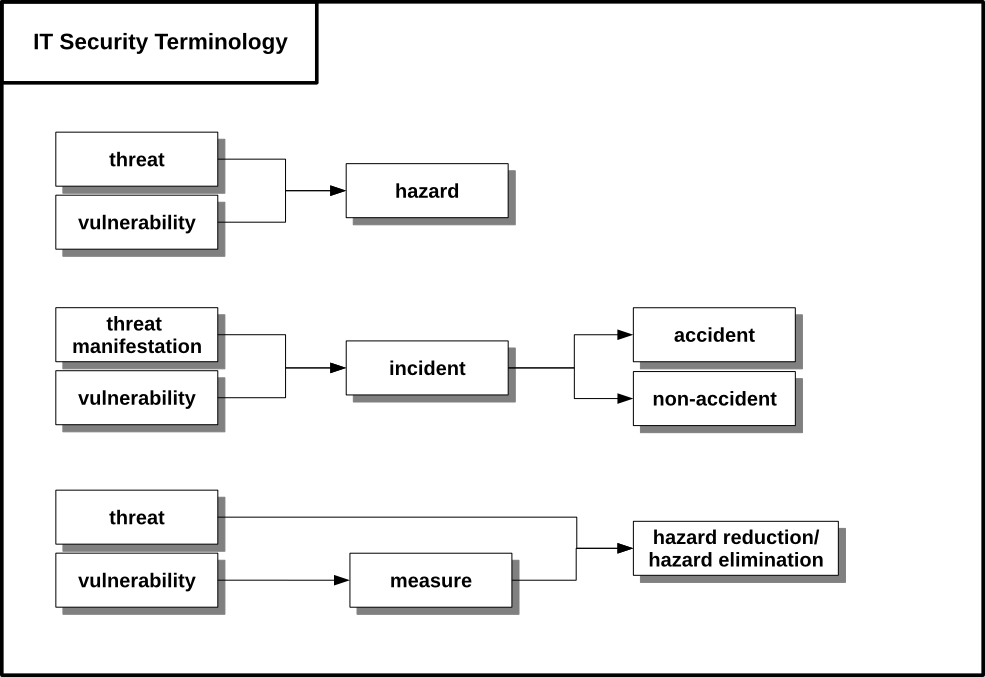 IT Security Terminology
threat
vulnerability
hazard
threat
manifestation
vulnerability
incident
accident
non-accident
threat
vulnerability
measure
hazard reduction/
hazard elimination